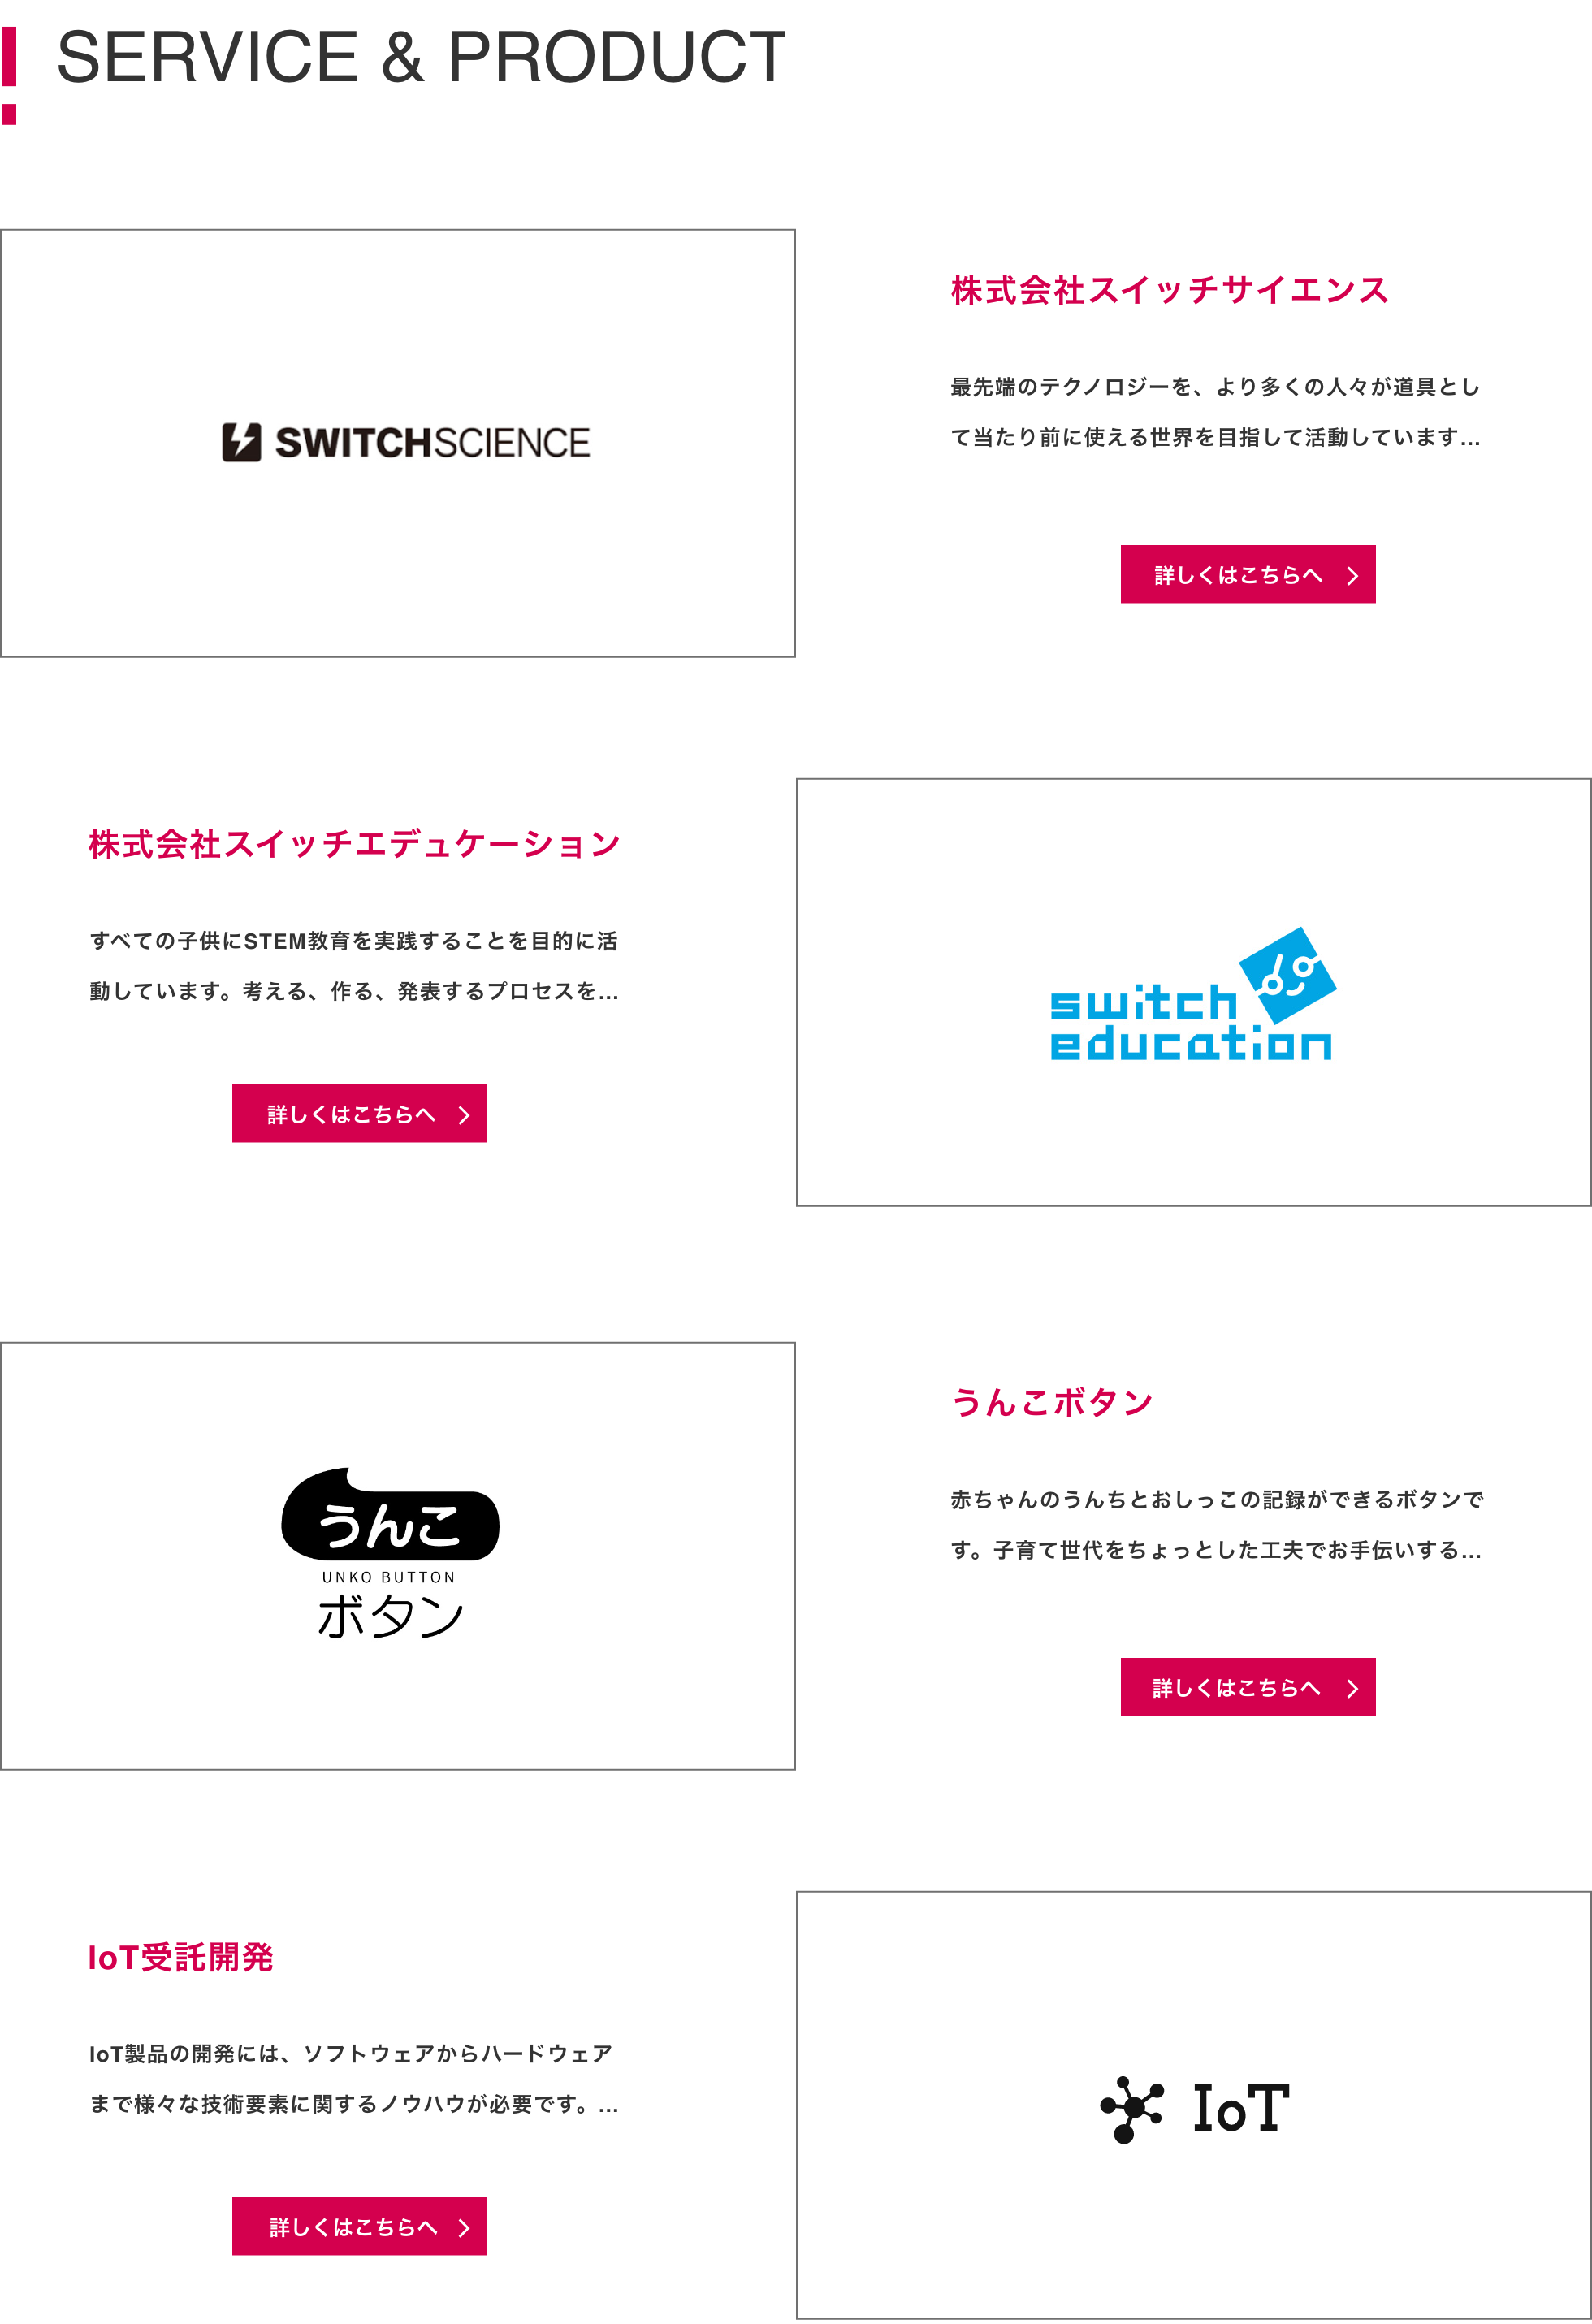 SERVICE & PRODUCT
SWITCHSCIENCE
株式会社スイッチサイエンス
最先端のテクノロジーを、より多くの人々が道具とし
て当たり前に使える世界を目指して活動しています...
詳しくはこちらへ
株式会社スイッチエデュケーション
すべての子供にSTEM教育を実践することを目的に活
動しています。考える、作る、発表するプロセスを...
詳しくはこちらへ
switch
education
うんこ
UNKO BUTTON
ボタン
うんこボタン
赤ちゃんのうんちとおしっこの記録ができるボタンで
す。子育て世代をちょっとした工夫でお手伝いする...
詳しくはこちらへ
IoT受託開発
IoT製品の開発には、ソフトウェアからハードウェア
まで様々な技術要素に関するノウハウが必要です。...
詳しくはこちらへ
IoT